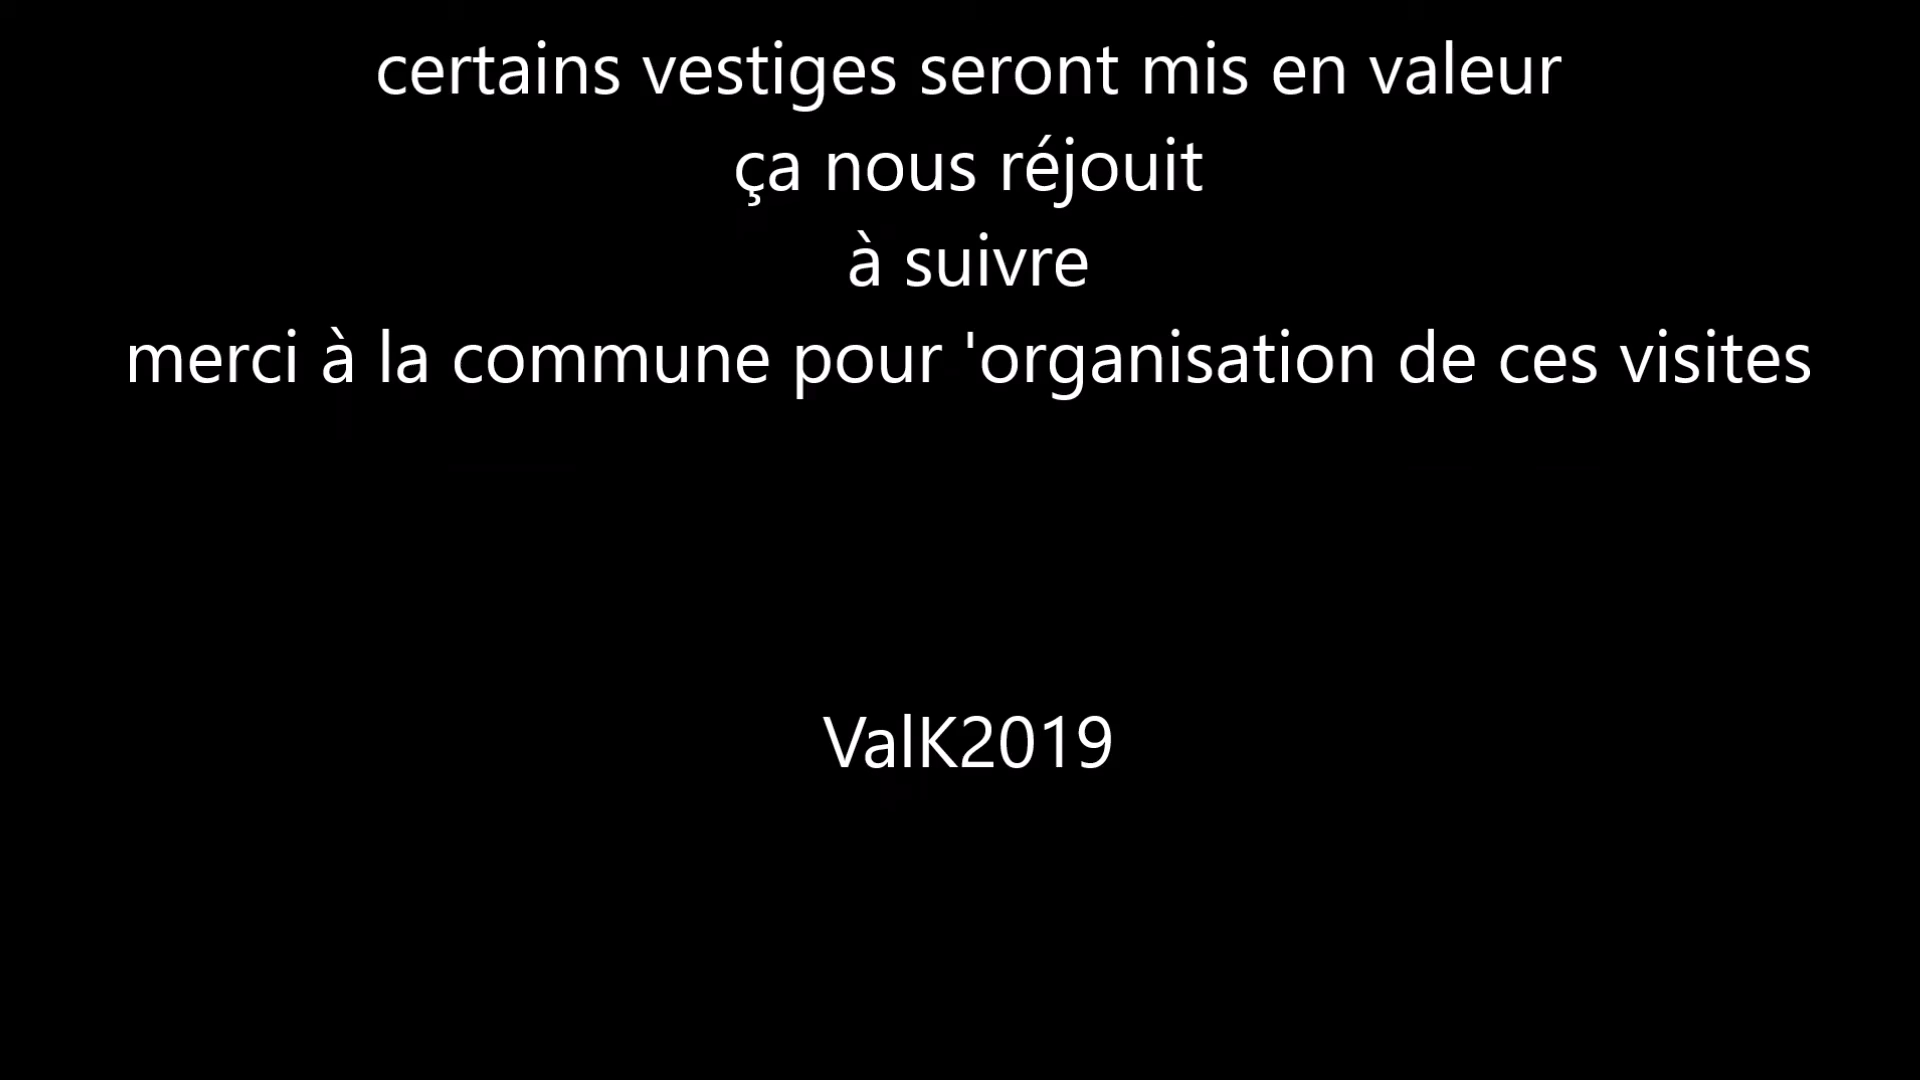 certains vestiges seront mis en valeur
ça nous réjouit
à suivre
merci à la commune pour 'organisation de ces visites
ValK2019